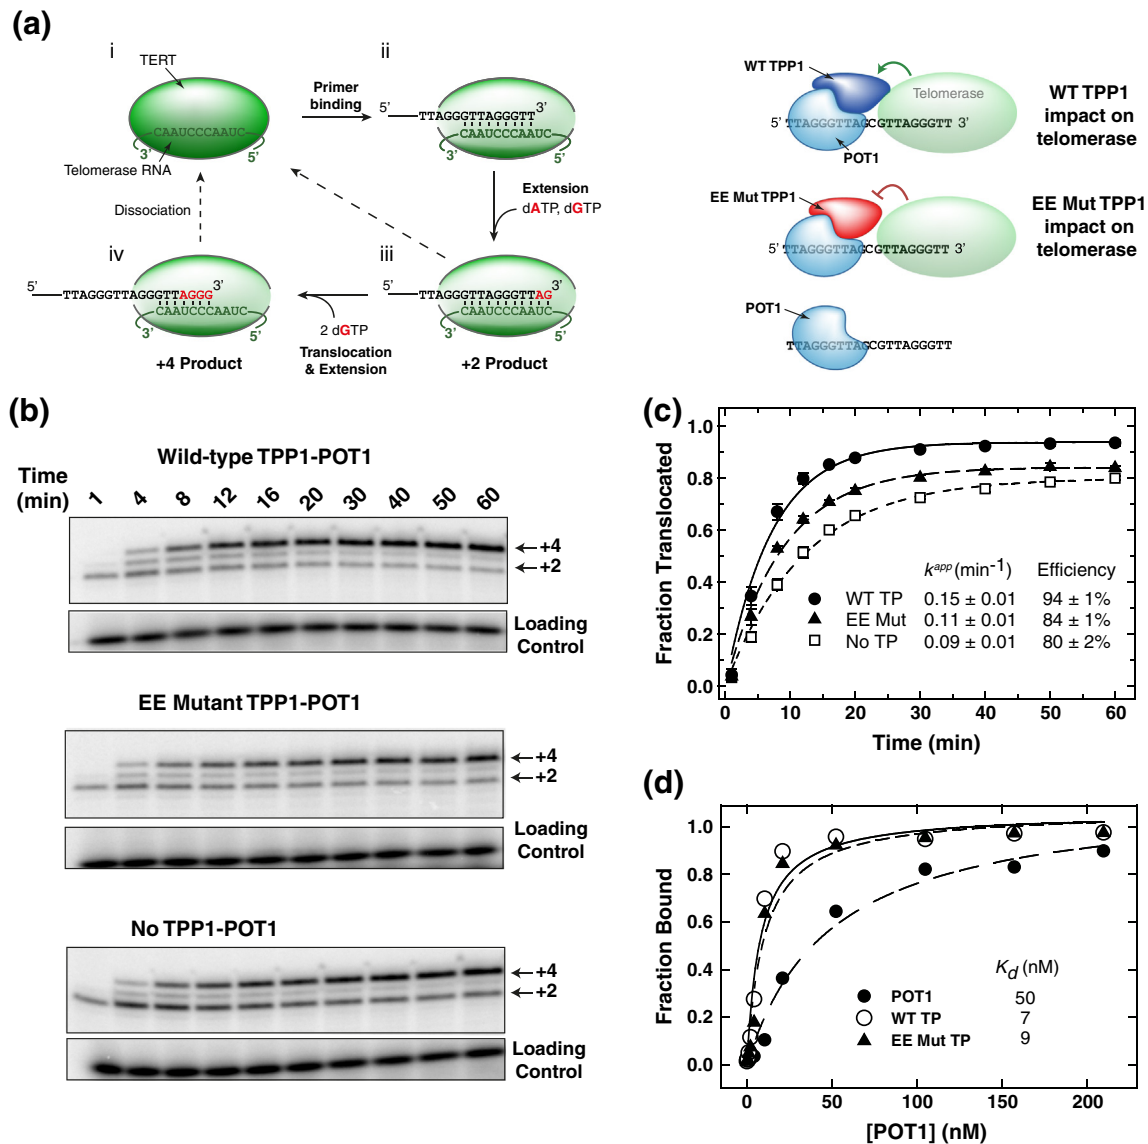 (a)
i
TERT
CAAUCCCAAUC
3’
5’
Telomerase RNA
Primer
binding
ii
5’
TTAGGGTTAGGGTT
3’
CAAUCCCAAUC
3’
5’
Extension
dATP, dGTP
Dissociation
iv
TTAGGGTTAGGGTTAGGG
3’
CAAUCCCAAUC
3’
5’
+4 Product
2 dGTP
Translocation
& Extension
iii
5’
TTAGGGTTAGGGTTAG
3’
CAAUCCCAAUC
3’
5’
+2 Product
WT TPP1
Telomerase
5’ TTAGGGTTAGCGTTAGGGTT 3’
POT1
WT TPP1
impact on
telomerase
EE Mut TPP1
5’ TTAGGGTTAGCGTTAGGGTT 3’
EE Mut TPP1
impact on
telomerase
POT1
TTAGGGTTAGCGTTAGGGTT
(b)
Wild-type TPP1-POT1
Time
(min)
1 4 8 12 16 20 30 40 50 60
+4
+2
Loading
Control
EE Mutant TPP1-POT1
+4
+2
Loading
Control
No TPP1-POT1
+4
+2
Loading
Control
(c)
Fraction Translocated
1.0
0.8
0.6
0.4
0.2
0.0
k^app (min-1) Efficiency
WT TP 0.15 ± 0.01 94 ± 1%
EE Mut 0.11 ± 0.01 84 ± 1%
No TP 0.09 ± 0.01 80 ± 2%
0 10 20 30 40 50 60
Time (min)
(d)
Fraction Bound
1.0
0.8
0.6
0.4
0.2
0.0
Kd (nM)
POT1 50
WT TP 7
EE Mut TP 9
0 50 100 150 200
[POT1] (nM)